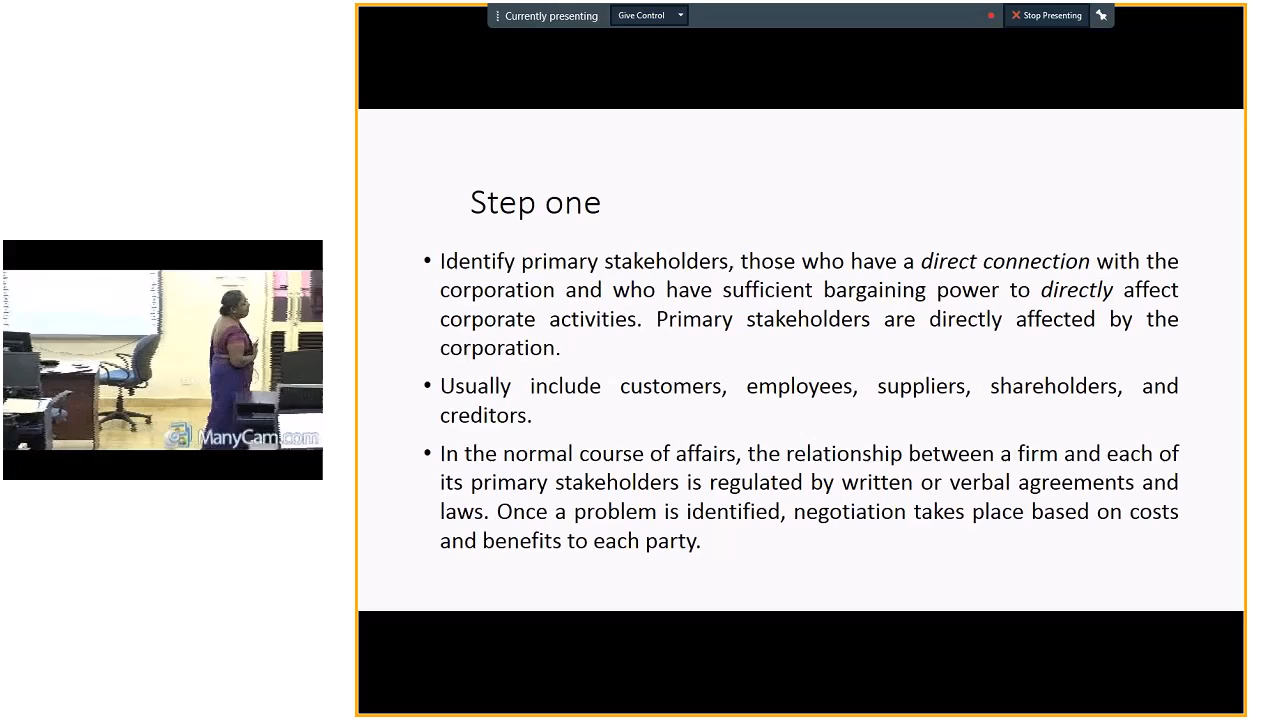 Currently presenting
Give Control
Stop Presenting
Step one
• Identify primary stakeholders, those who have a direct connection with the
corporation and who have sufficient bargaining power to directly affect
corporate activities. Primary stakeholders are directly affected by the
corporation.
• Usually include customers, employees, suppliers, shareholders, and
creditors.
• In the normal course of affairs, the relationship between a firm and each of
its primary stakeholders is regulated by written or verbal agreements and
laws. Once a problem is identified, negotiation takes place based on costs
and benefits to each party.
ManyCam.com